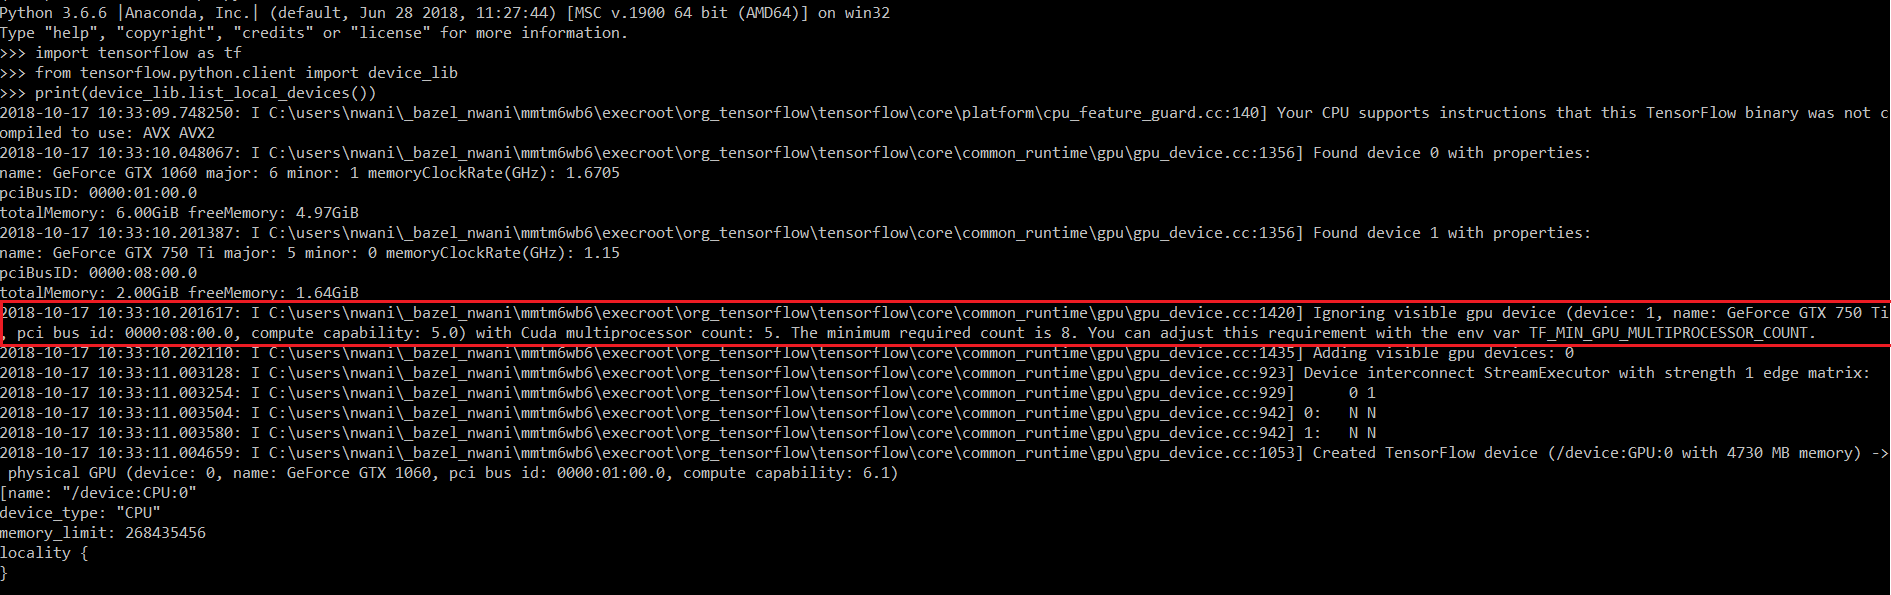 Python 3.6.6 |Anaconda, Inc.| (default, Jun 28 2018, 11:27:44) [MSC v.1900 64 bit (AMD64)] on win32
Type "help", "copyright", "credits" or "license" for more information.
>>> import tensorflow as tf
>>> from tensorflow.python.client import device_lib
>>> print(device_lib.list_local_devices())
2018-10-17 10:33:09.748250: I C:\users\nwani\_bazel_nwani\mmtm6wb6\execroot\org_tensorflow\tensorflow\core\platform\cpu_feature_guard.cc:140] Your CPU supports instructions that this TensorFlow binary was not c
ompiled to use: AVX AVX2
2018-10-17 10:33:10.048067: I C:\users\nwani\_bazel_nwani\mmtm6wb6\execroot\org_tensorflow\tensorflow\core\common_runtime\gpu\gpu_device.cc:1356] Found device 0 with properties:
name: GeForce GTX 1060 major: 6 minor: 1 memoryClockRate(GHz): 1.6705
pciBusID: 0000:01:00.0
totalMemory: 6.00GiB freeMemory: 4.97GiB
2018-10-17 10:33:10.201387: I C:\users\nwani\_bazel_nwani\mmtm6wb6\execroot\org_tensorflow\tensorflow\core\common_runtime\gpu\gpu_device.cc:1356] Found device 1 with properties:
name: GeForce GTX 750 Ti major: 5 minor: 0 memoryClockRate(GHz): 1.15
pciBusID: 0000:08:00.0
totalMemory: 2.00GiB freeMemory: 1.64GiB
2018-10-17 10:33:10.201617: I C:\users\nwani\_bazel_nwani\mmtm6wb6\execroot\org_tensorflow\tensorflow\core\common_runtime\gpu\gpu_device.cc:1420] Ignoring visible gpu device (device: 1, name: GeForce GTX 750 Ti
, pci bus id: 0000:08:00.0, compute capability: 5.0) with Cuda multiprocessor count: 5. The minimum required count is 8. You can adjust this requirement with the env var TF_MIN_GPU_MULTIPROCESSOR_COUNT.
2018-10-17 10:33:10.202110: I C:\users\nwani\_bazel_nwani\mmtm6wb6\execroot\org_tensorflow\tensorflow\core\common_runtime\gpu\gpu_device.cc:1435] Adding visible gpu devices: 0
2018-10-17 10:33:11.003128: I C:\users\nwani\_bazel_nwani\mmtm6wb6\execroot\org_tensorflow\tensorflow\core\common_runtime\gpu\gpu_device.cc:923] Device interconnect StreamExecutor with strength 1 edge matrix:
2018-10-17 10:33:11.003254: I C:\users\nwani\_bazel_nwani\mmtm6wb6\execroot\org_tensorflow\tensorflow\core\common_runtime\gpu\gpu_device.cc:929]      0 1
2018-10-17 10:33:11.003504: I C:\users\nwani\_bazel_nwani\mmtm6wb6\execroot\org_tensorflow\tensorflow\core\common_runtime\gpu\gpu_device.cc:942] 0:   N N
2018-10-17 10:33:11.003580: I C:\users\nwani\_bazel_nwani\mmtm6wb6\execroot\org_tensorflow\tensorflow\core\common_runtime\gpu\gpu_device.cc:942] 1:   N N
2018-10-17 10:33:11.004659: I C:\users\nwani\_bazel_nwani\mmtm6wb6\execroot\org_tensorflow\tensorflow\core\common_runtime\gpu\gpu_device.cc:1053] Created TensorFlow device (/device:GPU:0 with 4730 MB memory) ->
 physical GPU (device: 0, name: GeForce GTX 1060, pci bus id: 0000:01:00.0, compute capability: 6.1)
[name: "/device:CPU:0"
device_type: "CPU"
memory_limit: 268435456
locality {
}